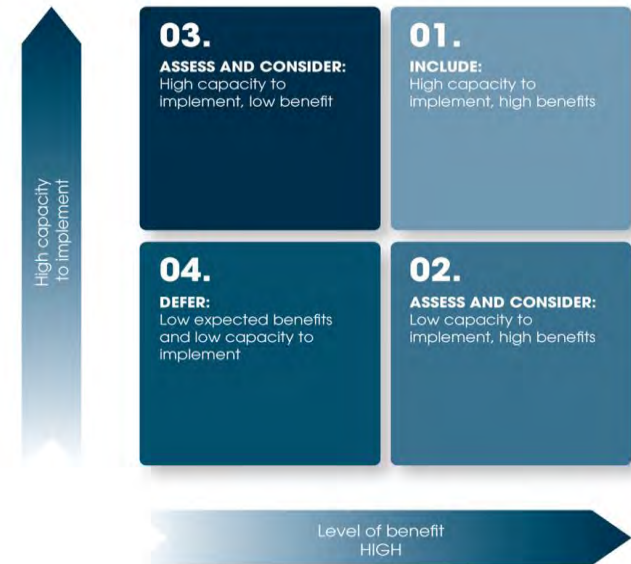 03.
ASSESS AND CONSIDER:
High capacity to
implement, low benefit
01.
INCLUDE:
High capacity to
implement, high benefits
High capacity
to implement
04.
DEFER:
Low expected benefits
and low capacity to
implement
02.
ASSESS AND CONSIDER:
Low capacity to
implement, high benefits
Level of benefit
HIGH